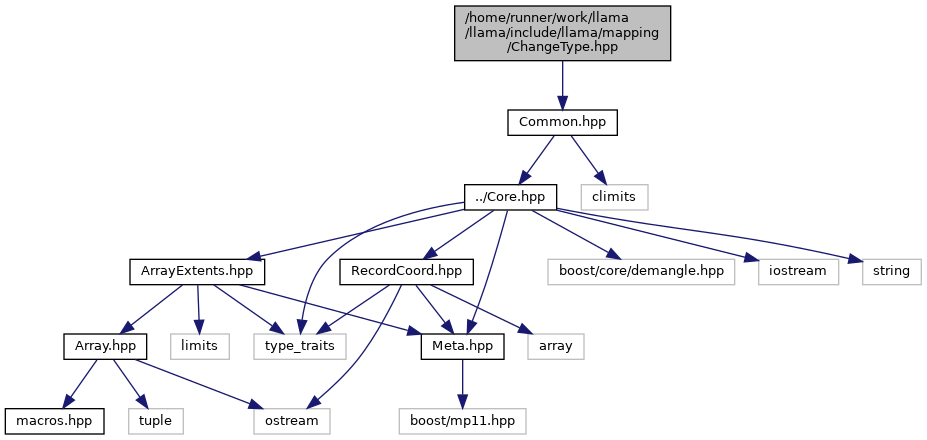 /home/runner/work/llama
/llama/include/llama/mapping
/ChangeType.hpp
Common.hpp
../Core.hpp
climits
ArrayExtents.hpp
RecordCoord.hpp
boost/core/demangle.hpp
iostream
string
Array.hpp
limits
type_traits
Meta.hpp
array
macros.hpp
tuple
ostream
boost/mp11.hpp